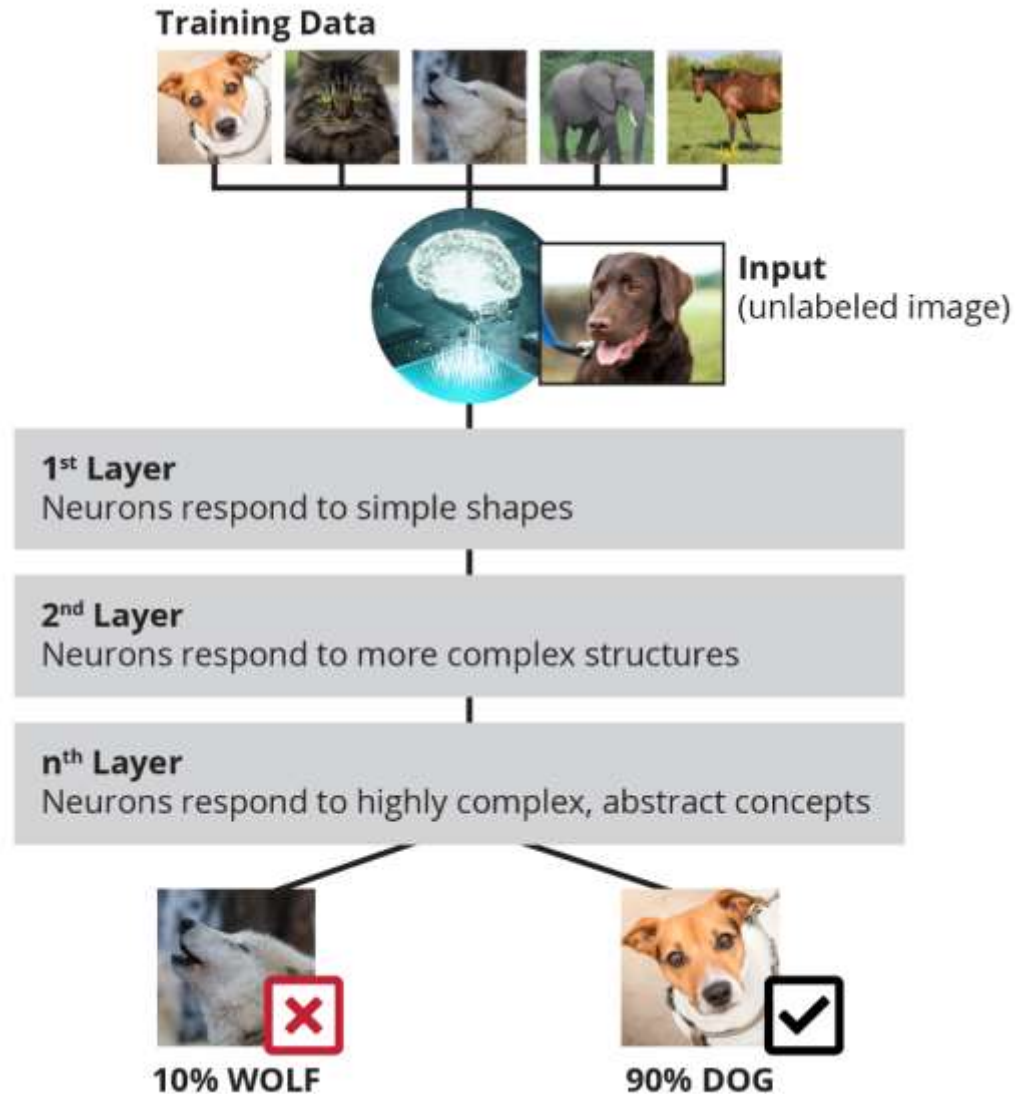 Training Data
Input
(unlabeled image)
1st Layer
Neurons respond to simple shapes
2nd Layer
Neurons respond to more complex structures
nth Layer
Neurons respond to highly complex, abstract concepts
10% WOLF
90% DOG